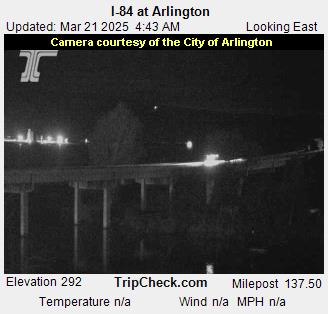 I-84 at Arlington
Updated: Mar 21 2025 4:43 AM Looking East
Camera courtesy of the City of Arlington
Elevation 292 TripCheck.com Milepost 137.50
Temperature n/a Wind n/a MPH n/a